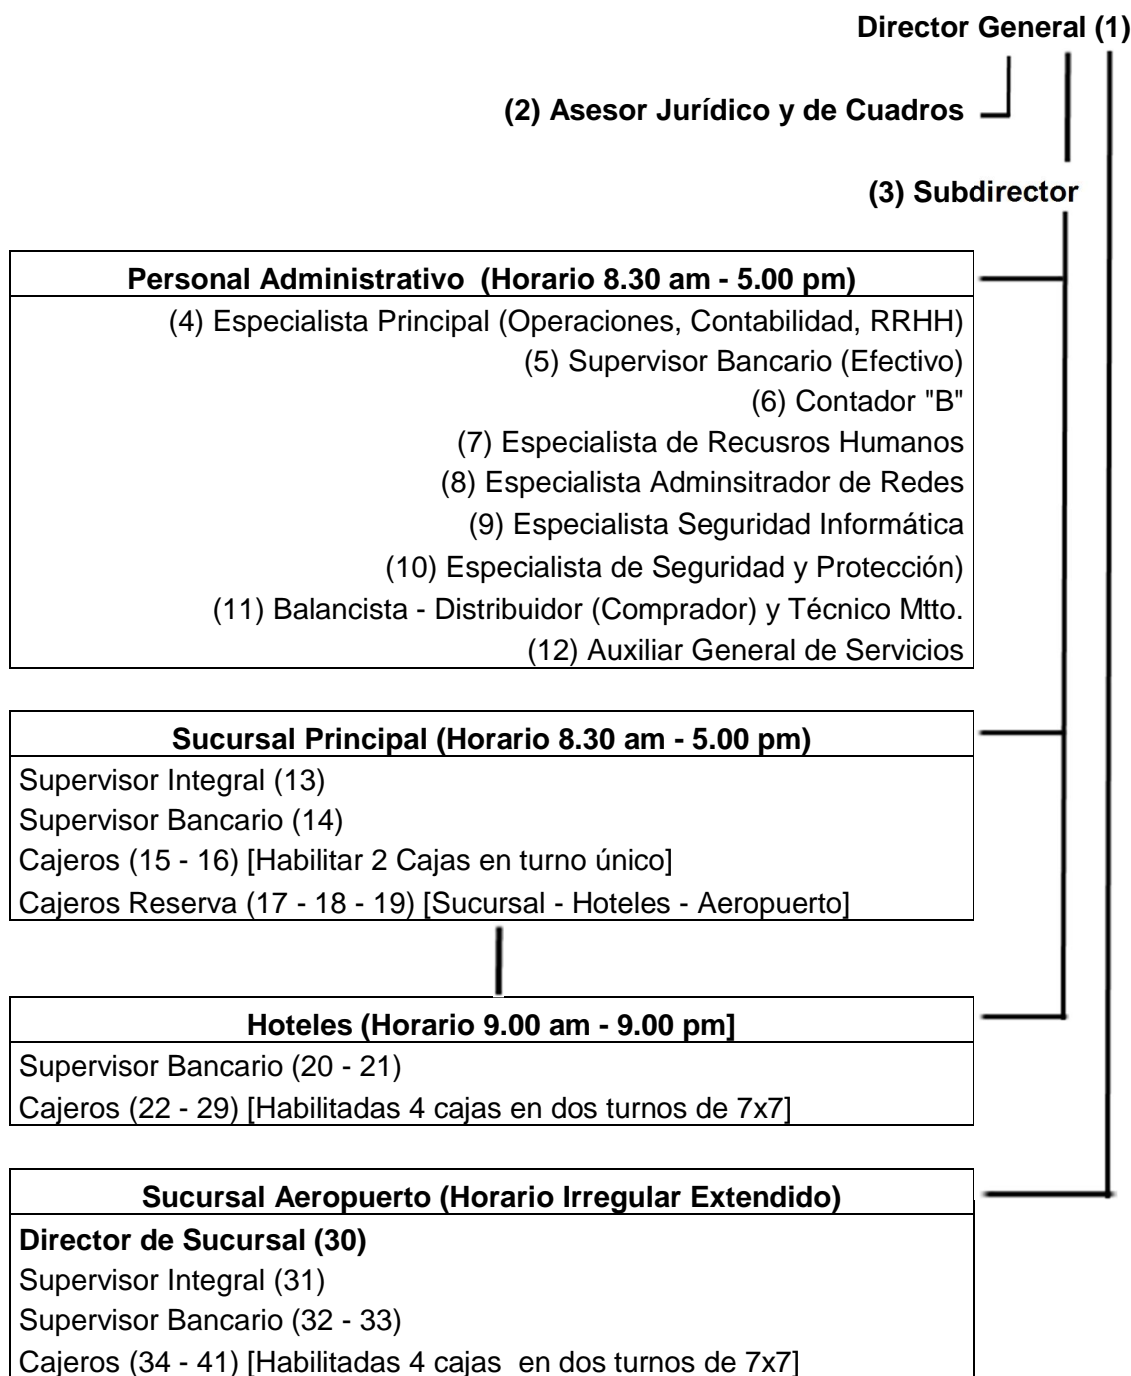 Director General (1)
(2) Asesor Jurídico y de Cuadros
(3) Subdirector
Personal Administrativo  (Horario 8.30 am - 5.00 pm)
(4) Especialista Principal (Operaciones, Contabilidad, RRHH)
(5) Supervisor Bancario (Efectivo)
(6) Contador "B"
(7) Especialista de Recusros Humanos
(8) Especialista Adminsitrador de Redes
(9) Especialista Seguridad Informática
(10) Especialista de Seguridad y Protección)
(11) Balancista - Distribuidor (Comprador) y Técnico Mtto.
(12) Auxiliar General de Servicios
Sucursal Principal (Horario 8.30 am - 5.00 pm)
Supervisor Integral (13)
Supervisor Bancario (14)
Cajeros (15 - 16) [Habilitar 2 Cajas en turno único]
Cajeros Reserva (17 - 18 - 19) [Sucursal - Hoteles - Aeropuerto]
Hoteles (Horario 9.00 am - 9.00 pm]
Supervisor Bancario (20 - 21)
Cajeros (22 - 29) [Habilitadas 4 cajas en dos turnos de 7x7]
Sucursal Aeropuerto (Horario Irregular Extendido)
Director de Sucursal (30)
Supervisor Integral (31)
Supervisor Bancario (32 - 33)
Cajeros (34 - 41) [Habilitadas 4 cajas  en dos turnos de 7x7]